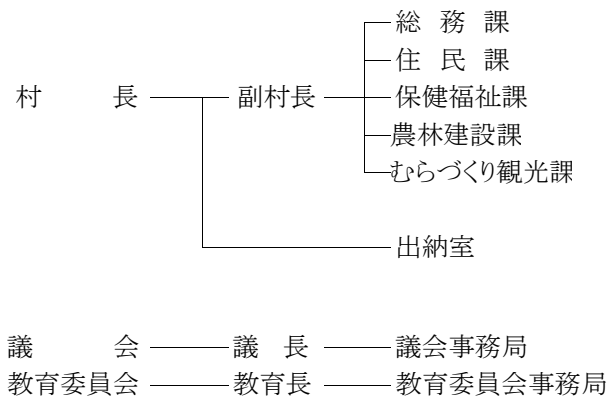 総務課
住民課
村長 副村長 保健福祉課
農林建設課
むらづくり観光課
出納室
議会 議長 議会事務局
教育委員会 教育長 教育委員会事務局